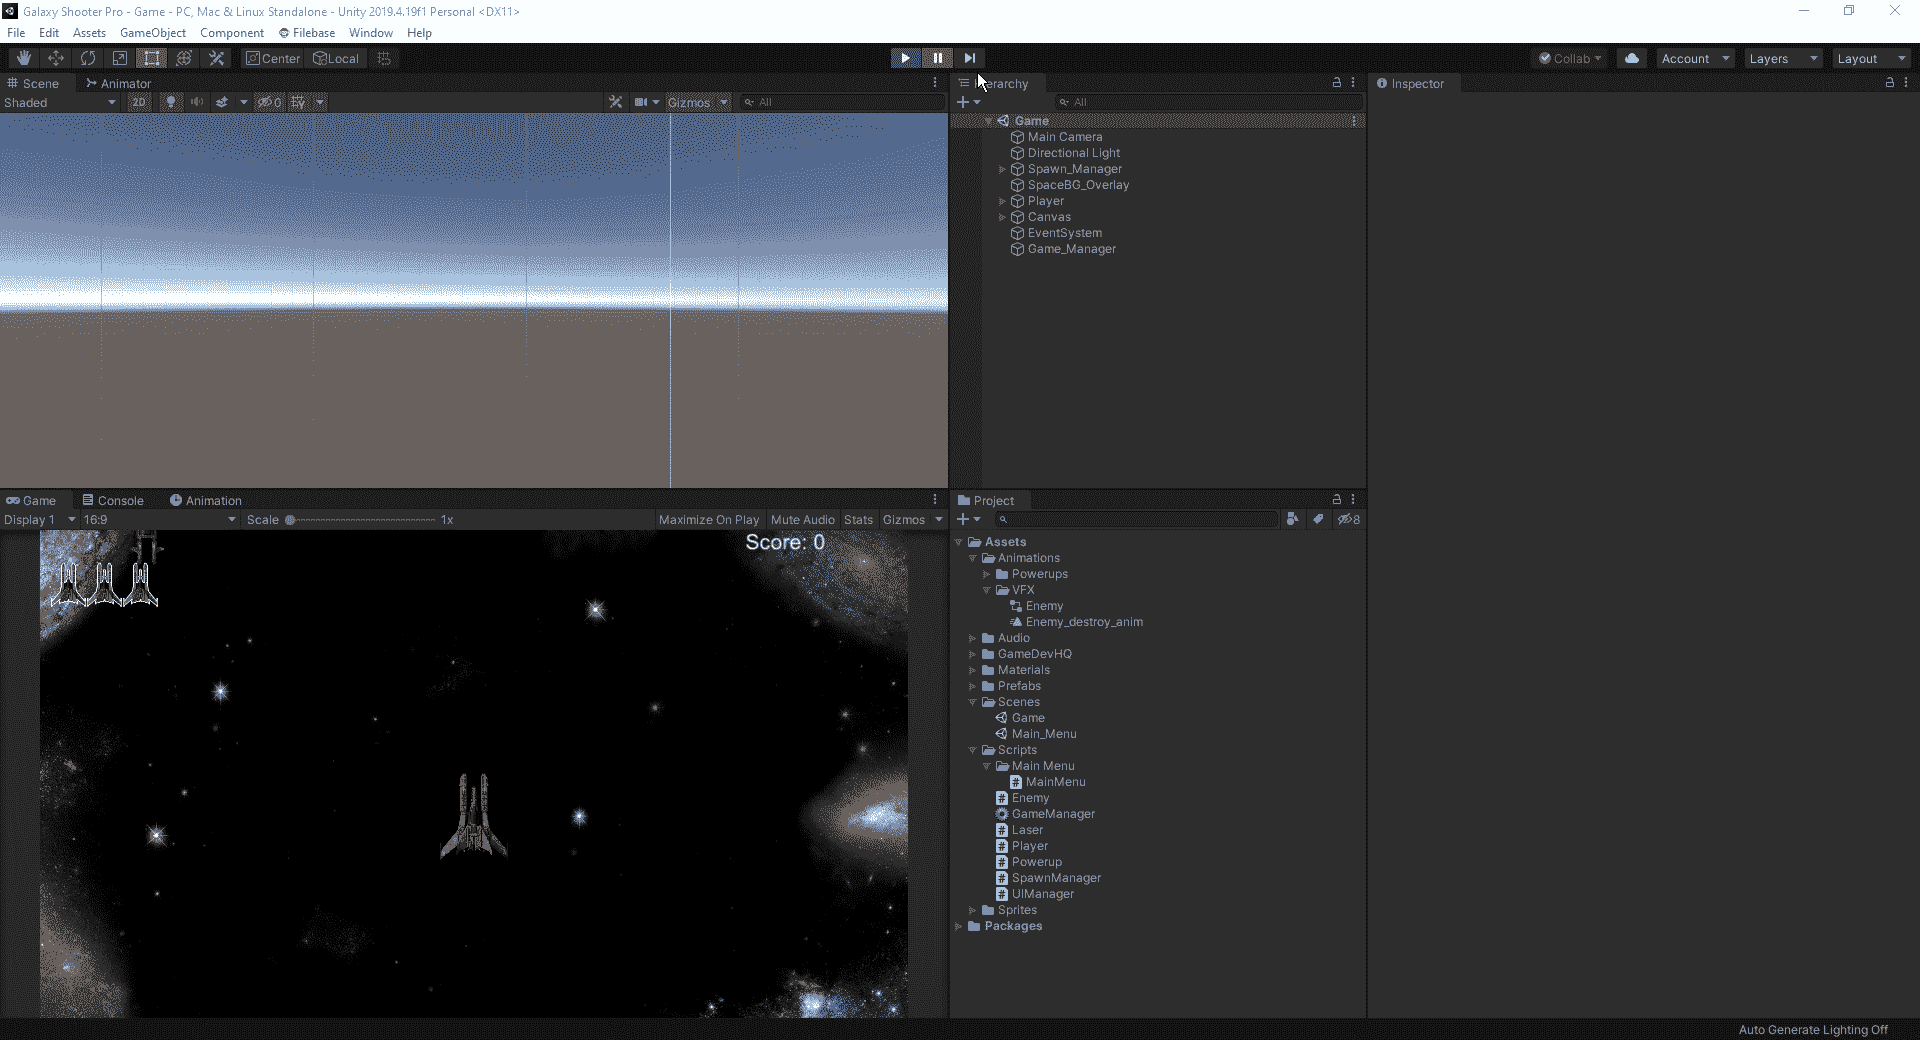 Galaxy Shooter Pro - Game - PC, Mac & Linux Standalone - Unity 2019.4.19f1 Personal <DX11>
File Edit Assets GameObject Component Filebase Window Help
Center Local Collab Account Layers Layout
Scene Animator
Shaded 2D 0 Gizmos All
Hierarchy
All
Game
Main Camera
Directional Light
Spawn_Manager
SpaceBG_Overlay
Player
Canvas
EventSystem
Game_Manager
Inspector
Game Console Animation
Display 1 16:9 Scale 1x Maximize On Play Mute Audio Stats Gizmos
Score: 0
Project
8
Assets
Animations
Powerups
VFX
Enemy
Enemy_destroy_anim
Audio
GameDevHQ
Materials
Prefabs
Scenes
Game
Main_Menu
Scripts
Main Menu
MainMenu
Enemy
GameManager
Laser
Player
Powerup
SpawnManager
UIManager
Sprites
Packages
Auto Generate Lighting Off